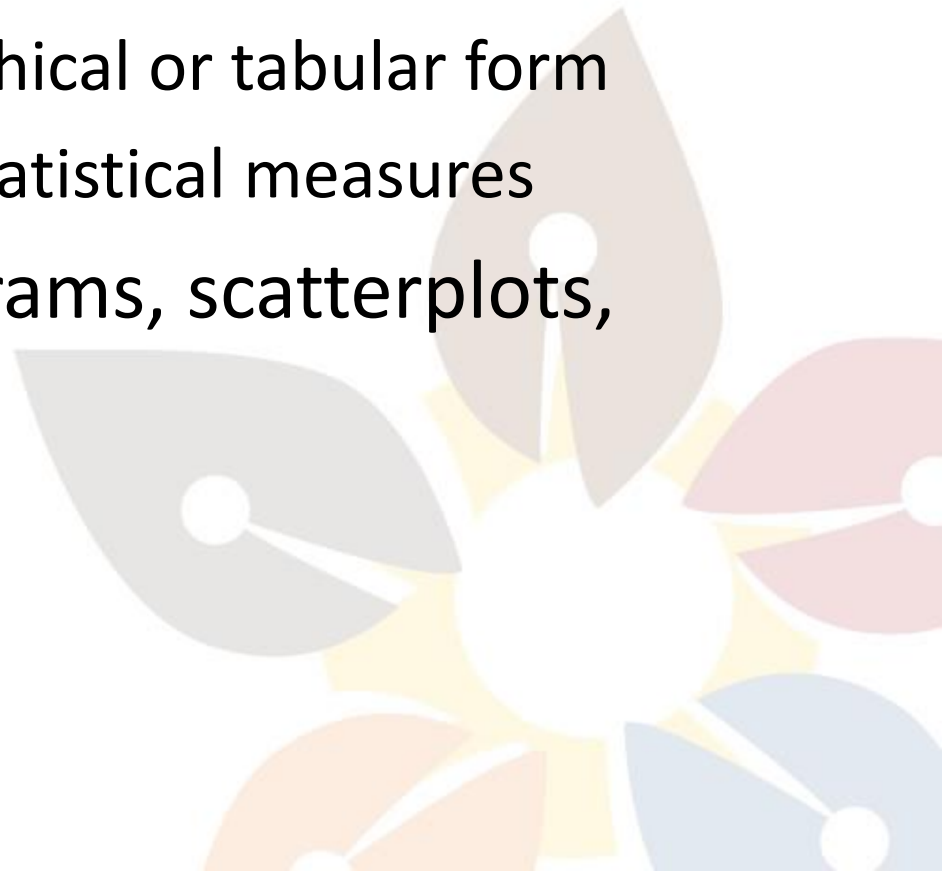 hical or tabular form
atistical measures
rams, scatterplots,